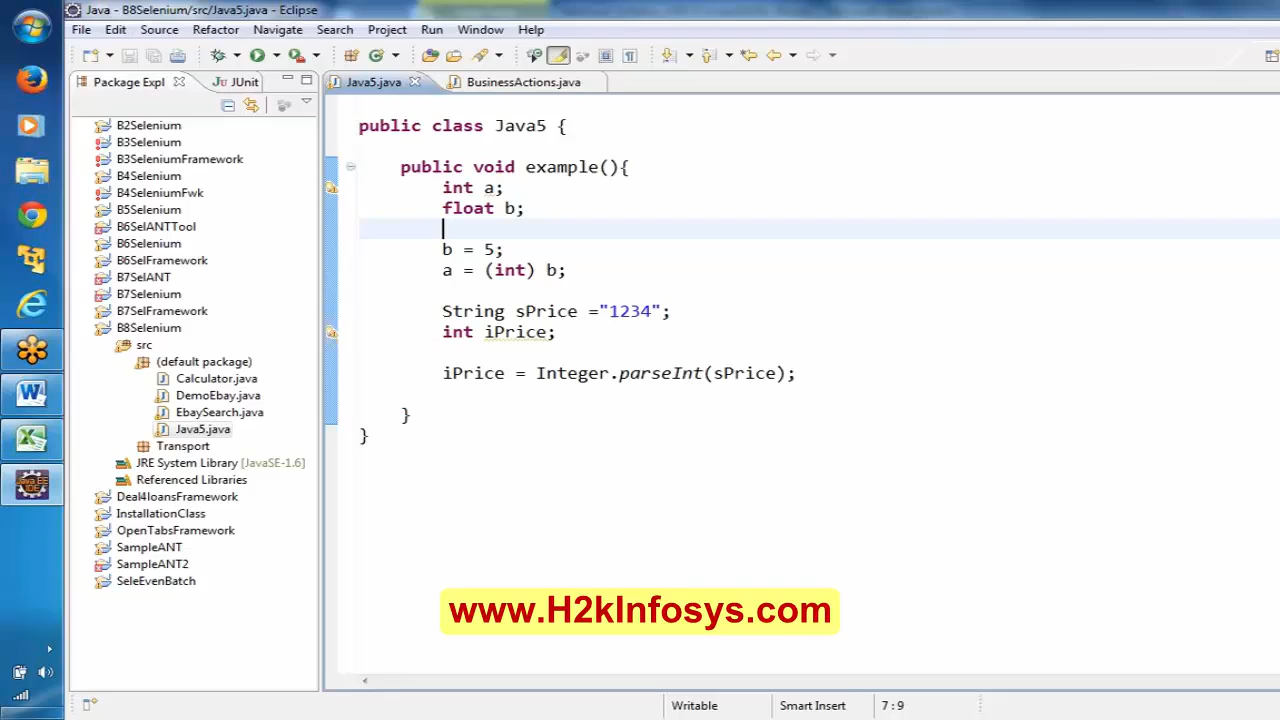 Java - B8Selenium/src/Java5.java - Eclipse
File Edit Source Refactor Navigate Search Project Run Window Help
Package Expl
JUnit
Java5.java
BusinessActions.java
B2Selenium
B3Selenium
B3SeleniumFramework
B4Selenium
B4SeleniumFwk
B5Selenium
B6SelANTTool
B6Selenium
B6SelFramework
B7SelANT
B7Selenium
B7SelFramework
B8Selenium
src
(default package)
Calculator.java
DemoEbay.java
EbaySearch.java
Java5.java
Transport
JRE System Library [JavaSE-1.6]
Referenced Libraries
Deal4loansFramework
InstallationClass
OpenTabsFramework
SampleANT
SampleANT2
SeleEvenBatch
public class Java5 {
public void example(){
int a;
float b;
b = 5;
a = (int) b;
String sPrice ="1234";
int iPrice;
iPrice = Integer.parseInt(sPrice);
}
}
www.H2kInfosys.com
Writable
Smart Insert
7 : 9